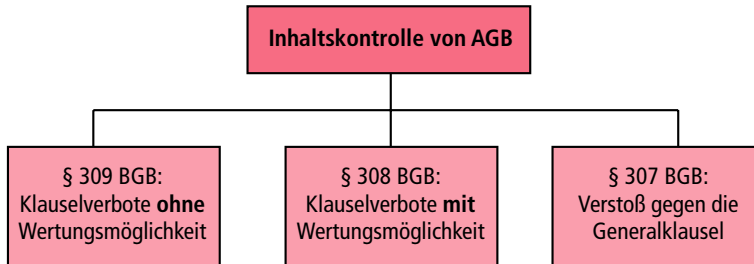 Inhaltskontrolle von AGB
§ 309 BGB:
Klauselverbote ohne
Wertungsmöglichkeit
§ 308 BGB:
Klauselverbote mit
Wertungsmöglichkeit
§ 307 BGB:
Verstoß gegen die
Generalklausel